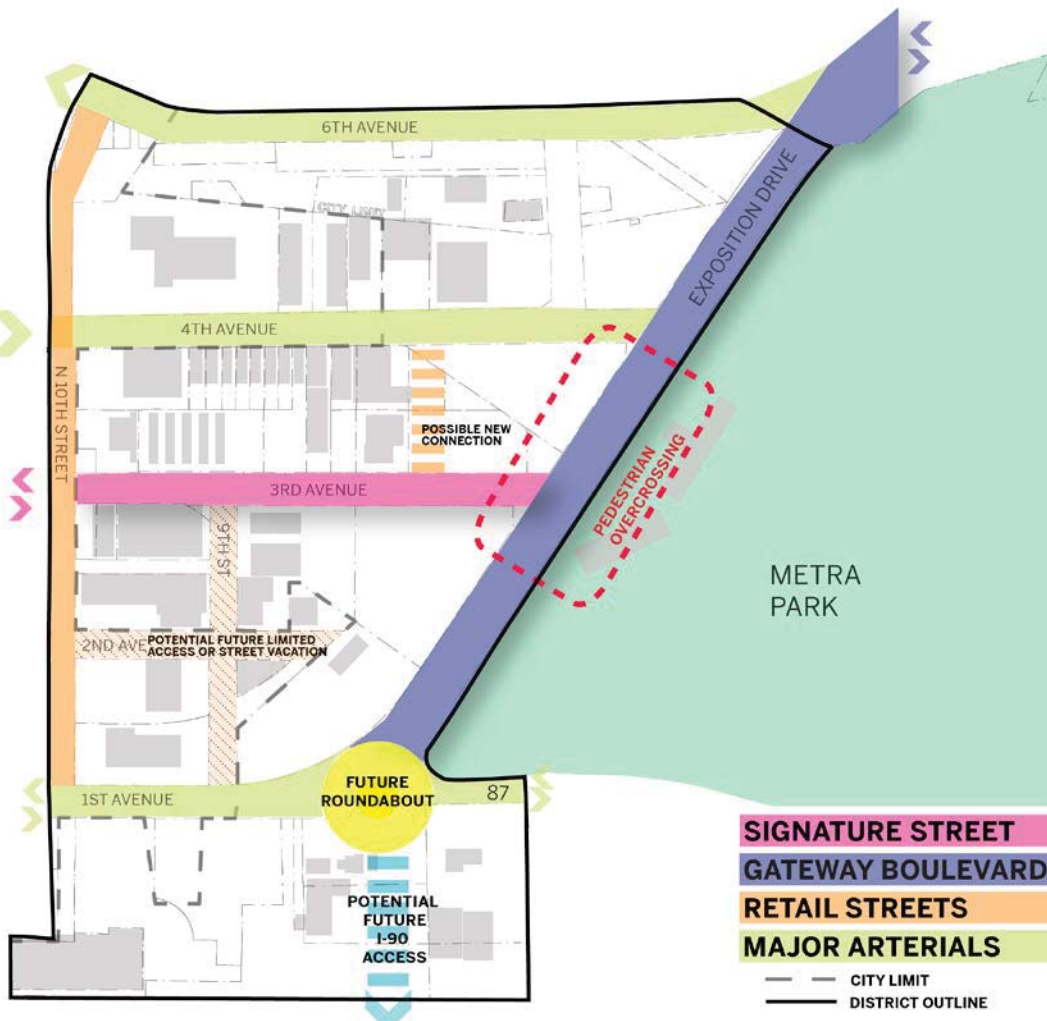 6TH AVENUE
CITY LIMIT
EXPOSITION DRIVE
4TH AVENUE
N 10TH STREET
POSSIBLE NEW
CONNECTION
3RD AVENUE
PEDESTRIAN
OVERCROSSING
9TH ST
METRA
PARK
2ND AVE
POTENTIAL FUTURE LIMITED
ACCESS OR STREET VACATION
FUTURE
ROUNDABOUT
1ST AVENUE
87
POTENTIAL
FUTURE
I-90
ACCESS
SIGNATURE STREET
GATEWAY BOULEVARD
RETAIL STREETS
MAJOR ARTERIALS
CITY LIMIT
DISTRICT OUTLINE